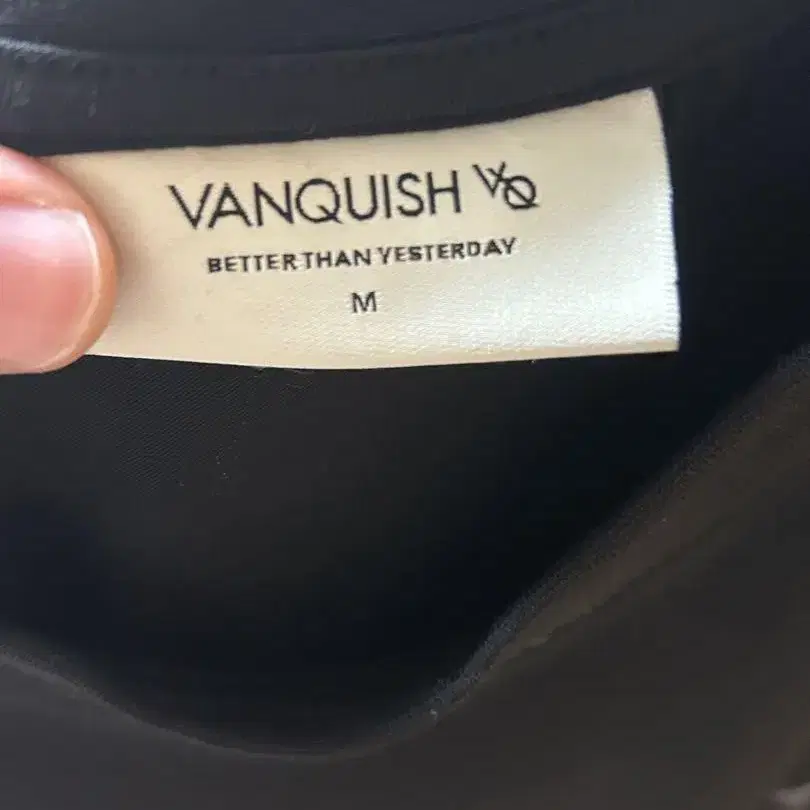 VANQUISH VQ
BETTER THAN YESTERDAY
M